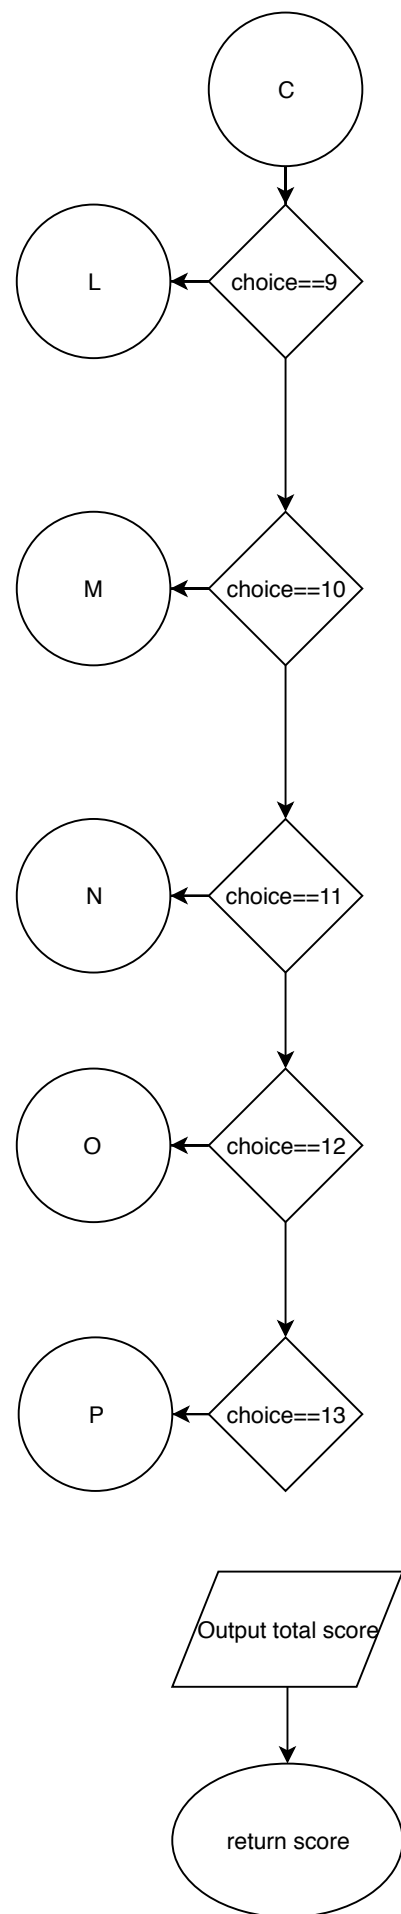 C
L
choice==9
M
choice==10
N
choice==11
O
choice==12
P
choice==13
Output total score
return score